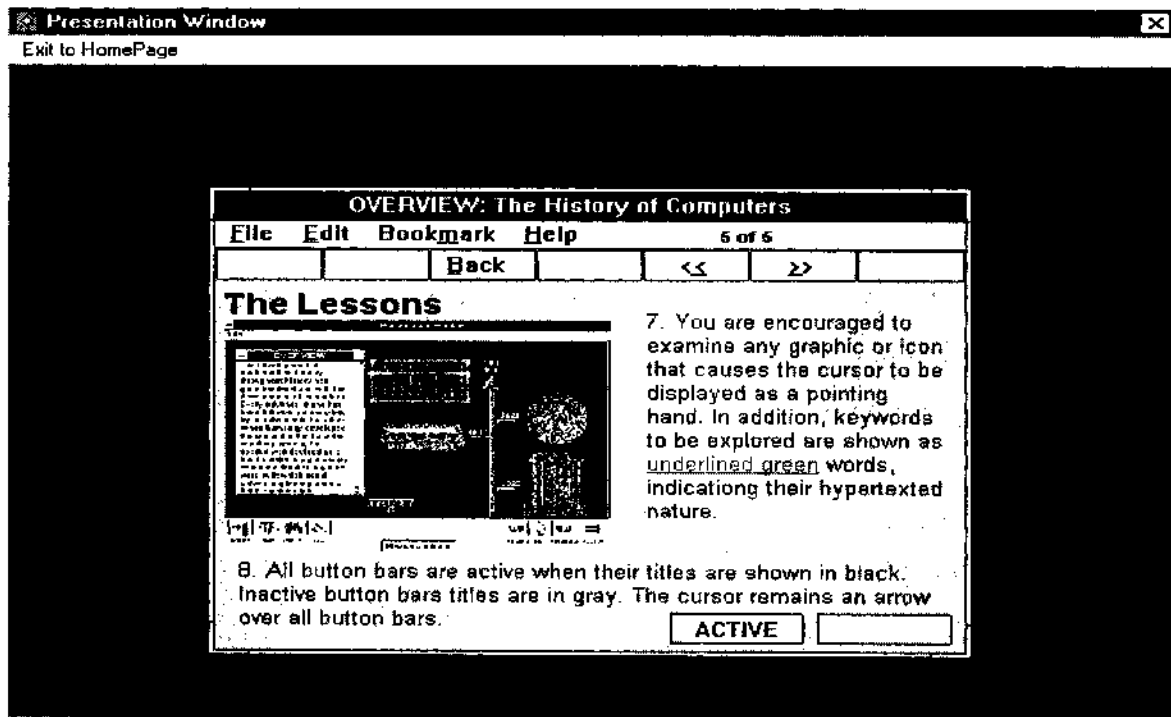 Presentation Window
Exit to HomePage
OVERVIEW: The History of Computers
File Edit Bookmark Help 5 of 5
Back << >>
The Lessons
OVERVIEW
7. You are encouraged to
examine any graphic or icon
that causes the cursor to be
displayed as a pointing
hand. In addition, keywords
to be explored are shown as
underlined green words,
indicationg their hypertexted
nature.
8. All button bars are active when their titles are shown in black.
Inactive button bars titles are in gray. The cursor remains an arrow
over all button bars.
ACTIVE